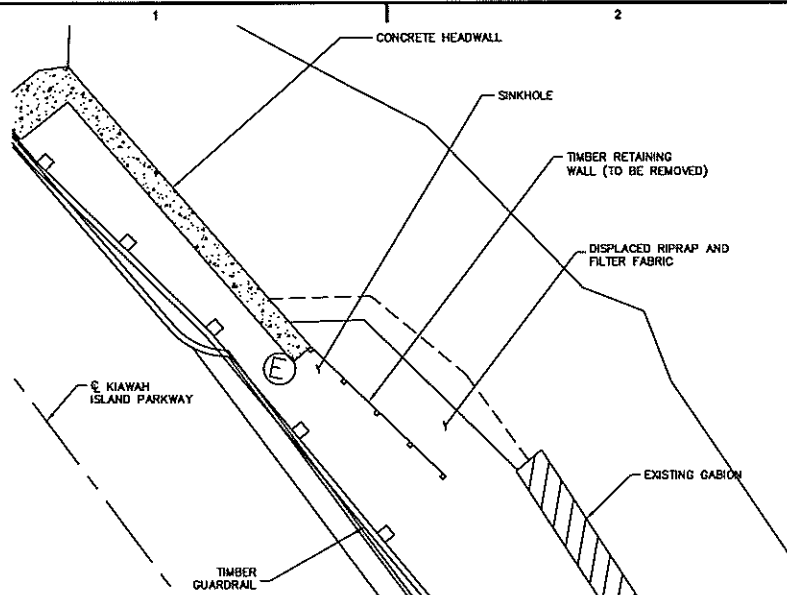 1
2
CONCRETE HEADWALL
SINKHOLE
TIMBER RETAINING
WALL (TO BE REMOVED)
DISPLACED RIPRAP AND
FILTER FABRIC
E
℄ KIAWAH
ISLAND PARKWAY
EXISTING GABION
TIMBER
GUARDRAIL